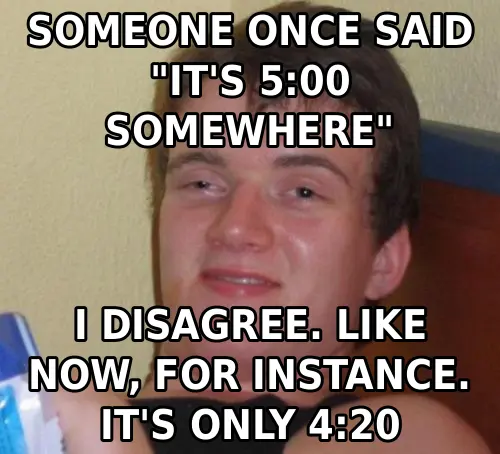 SOMEONE ONCE SAID
"IT'S 5:00
SOMEWHERE"
I DISAGREE. LIKE
NOW, FOR INSTANCE.
IT'S ONLY 4:20